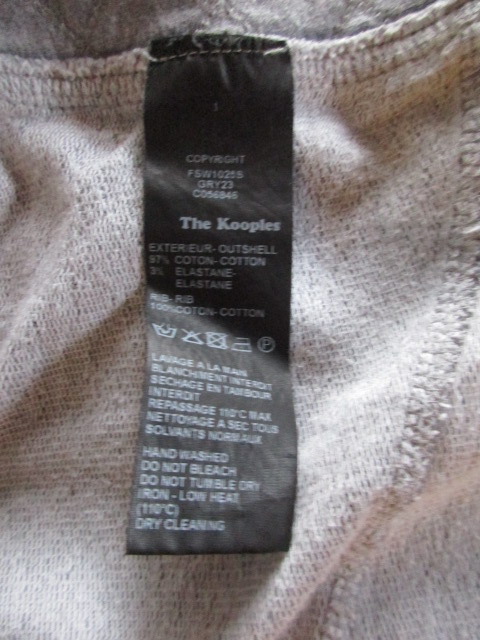 1
COPYRIGHT
FSW1025S
GRY23
C056846
The Kooples
EXTERIEUR- OUTSHELL
97% COTON- COTTON
3% ELASTANE-
ELASTANE
RIB- RIB
100% COTON- COTTON
P
LAVAGE A LA MAIN
BLANCHIMENT INTERDIT
SECHAGE EN TAMBOUR
INTERDIT
REPASSAGE 110°C MAX
NETTOYAGE A SEC TOUS
SOLVANTS NORMAUX
HAND WASHED
DO NOT BLEACH
DO NOT TUMBLE DRY
IRON - LOW HEAT
(110°C)
DRY CLEANING